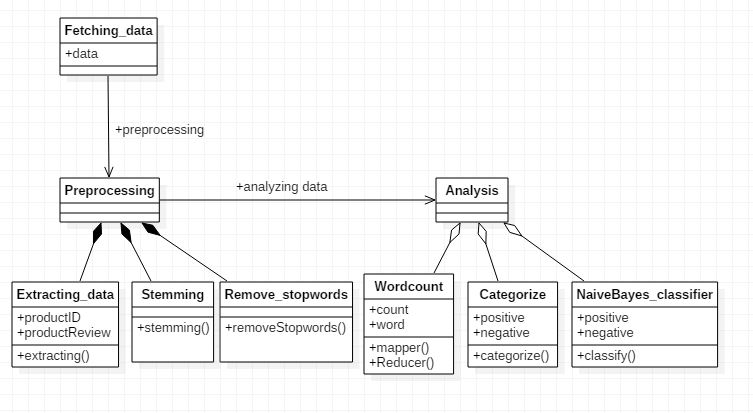 Fetching_data
+data
+preprocessing
Preprocessing
+analyzing data
Analysis
Extracting_data
+productID
+productReview
+extracting()
Stemming
+stemming()
Remove_stopwords
+removeStopwords()
Wordcount
+count
+word
+mapper()
+Reducer()
Categorize
+positive
+negative
+categorize()
NaiveBayes_classifier
+positive
+negative
+classify()